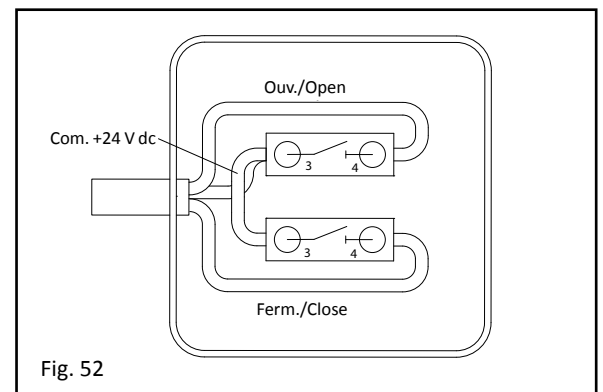 Ouv./Open
Com. +24 V dc
3 4
3 4
Ferm./Close
Fig. 52